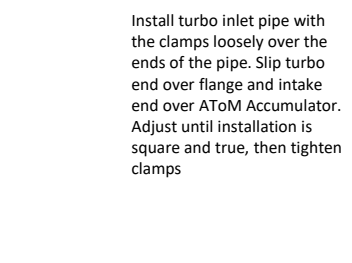 Install turbo inlet pipe with
the clamps loosely over the
ends of the pipe. Slip turbo
end over flange and intake
end over AToM Accumulator.
Adjust until installation is
square and true, then tighten
clamps